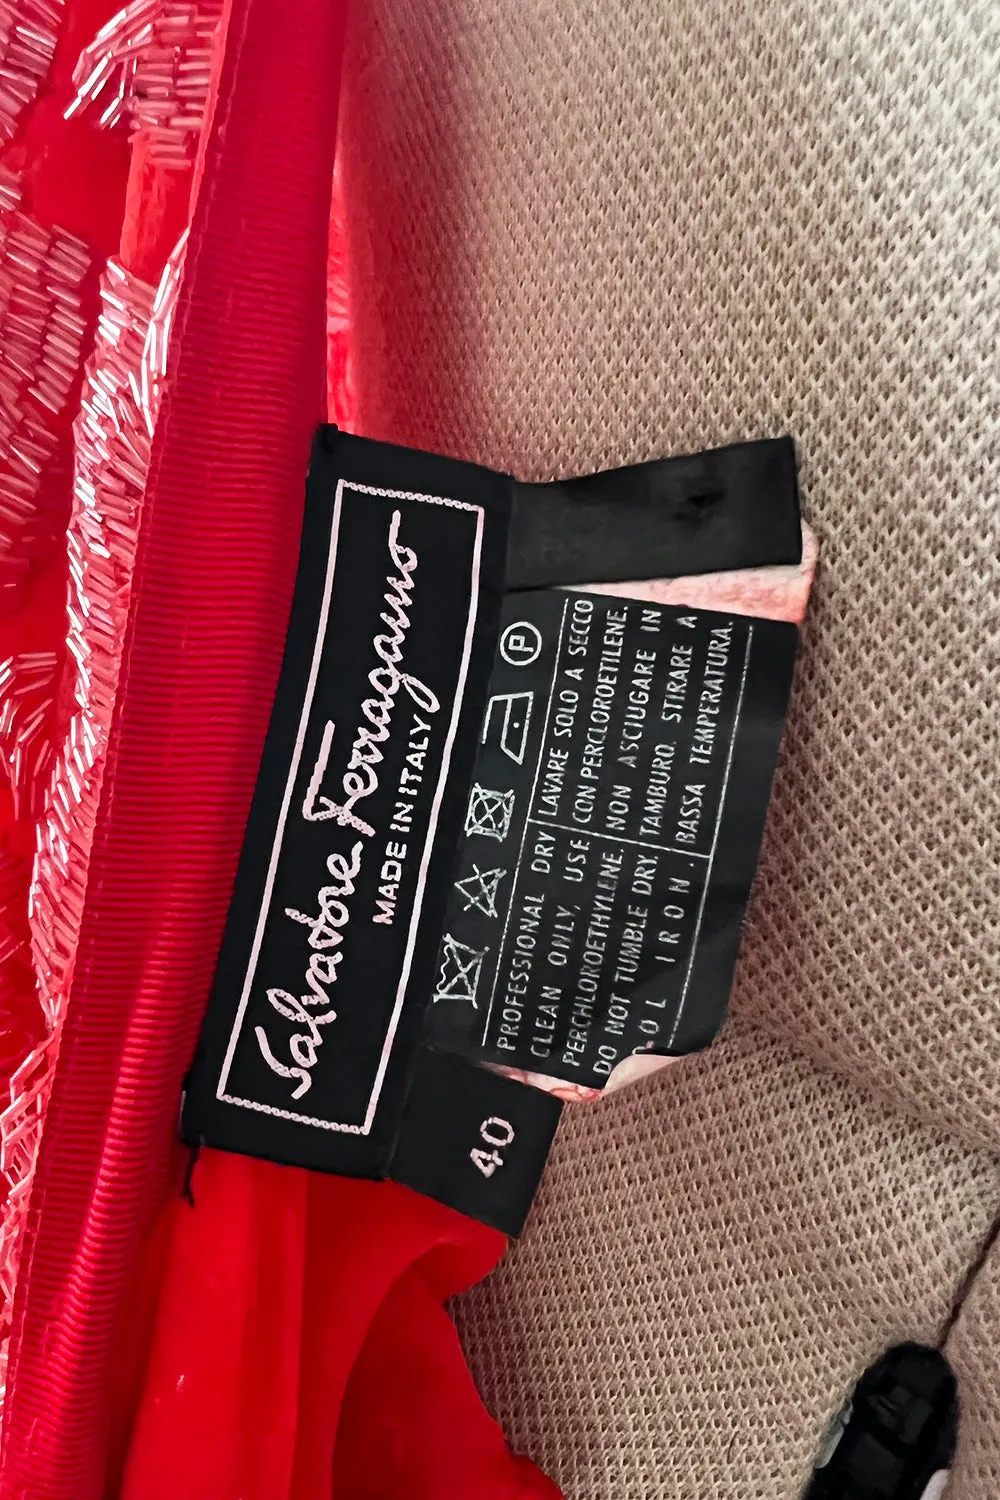 Salvatore Ferragamo
MADE IN ITALY
P
PROFESSIONAL DRY
CLEAN ONLY, USE
PERCHLOROETHYLENE.
DO NOT TUMBLE DRY.
OL IRON.
LAVARE SOLO A SECCO
CON PERCLOROETILENE.
NON ASCIUGARE IN
TAMBURO. STIRARE A
BASSA TEMPERATURA.
40